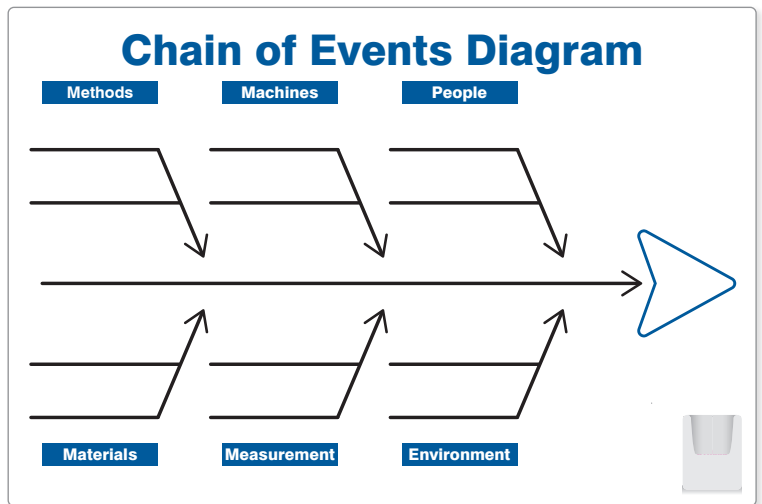 Chain of Events Diagram
Methods Machines People
Materials Measurement Environment